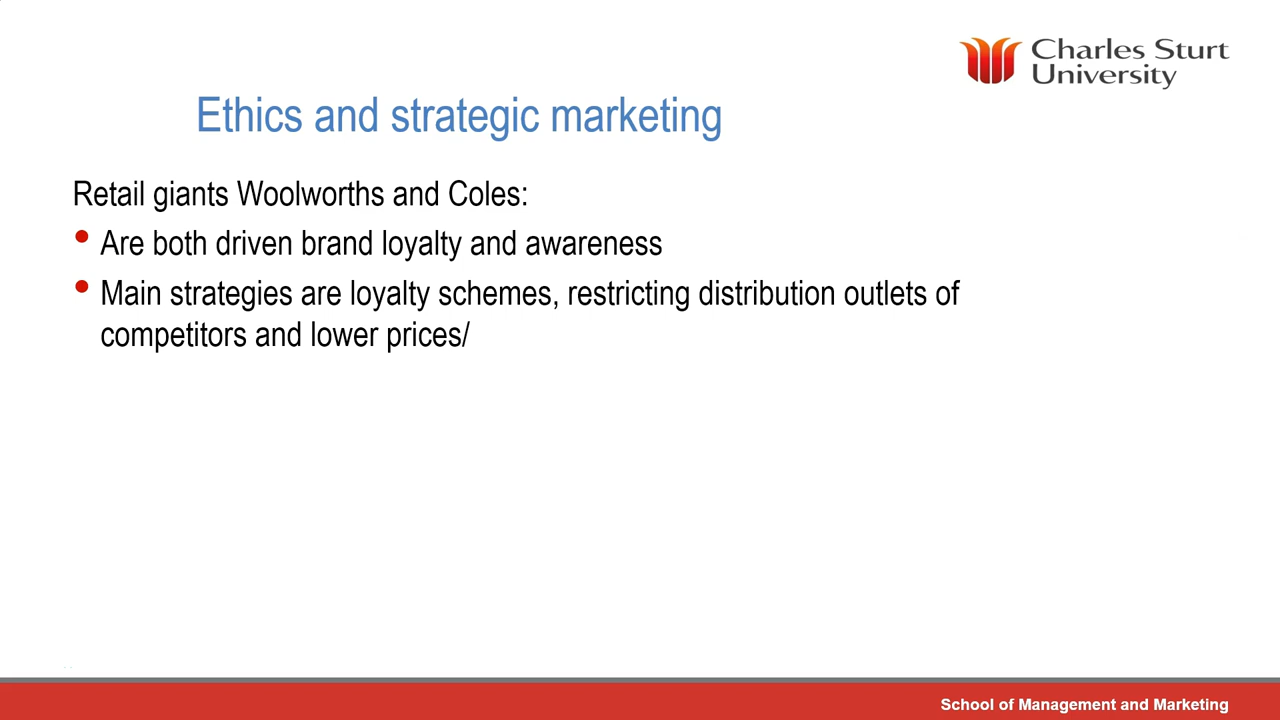 Charles Sturt
University
Ethics and strategic marketing
Retail giants Woolworths and Coles:
• Are both driven brand loyalty and awareness
• Main strategies are loyalty schemes, restricting distribution outlets of
competitors and lower prices/
School of Management and Marketing